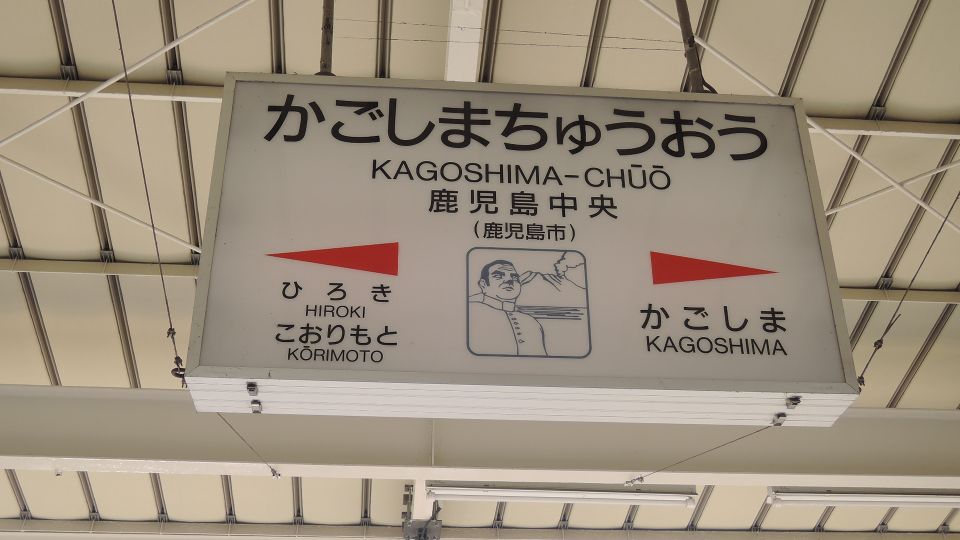 かごしまちゅうおう
KAGOSHIMA-CHŪŌ
鹿児島中央
(鹿児島市)
ひろき
HIROKI
こおりもと
KŌRIMOTO
かごしま
KAGOSHIMA